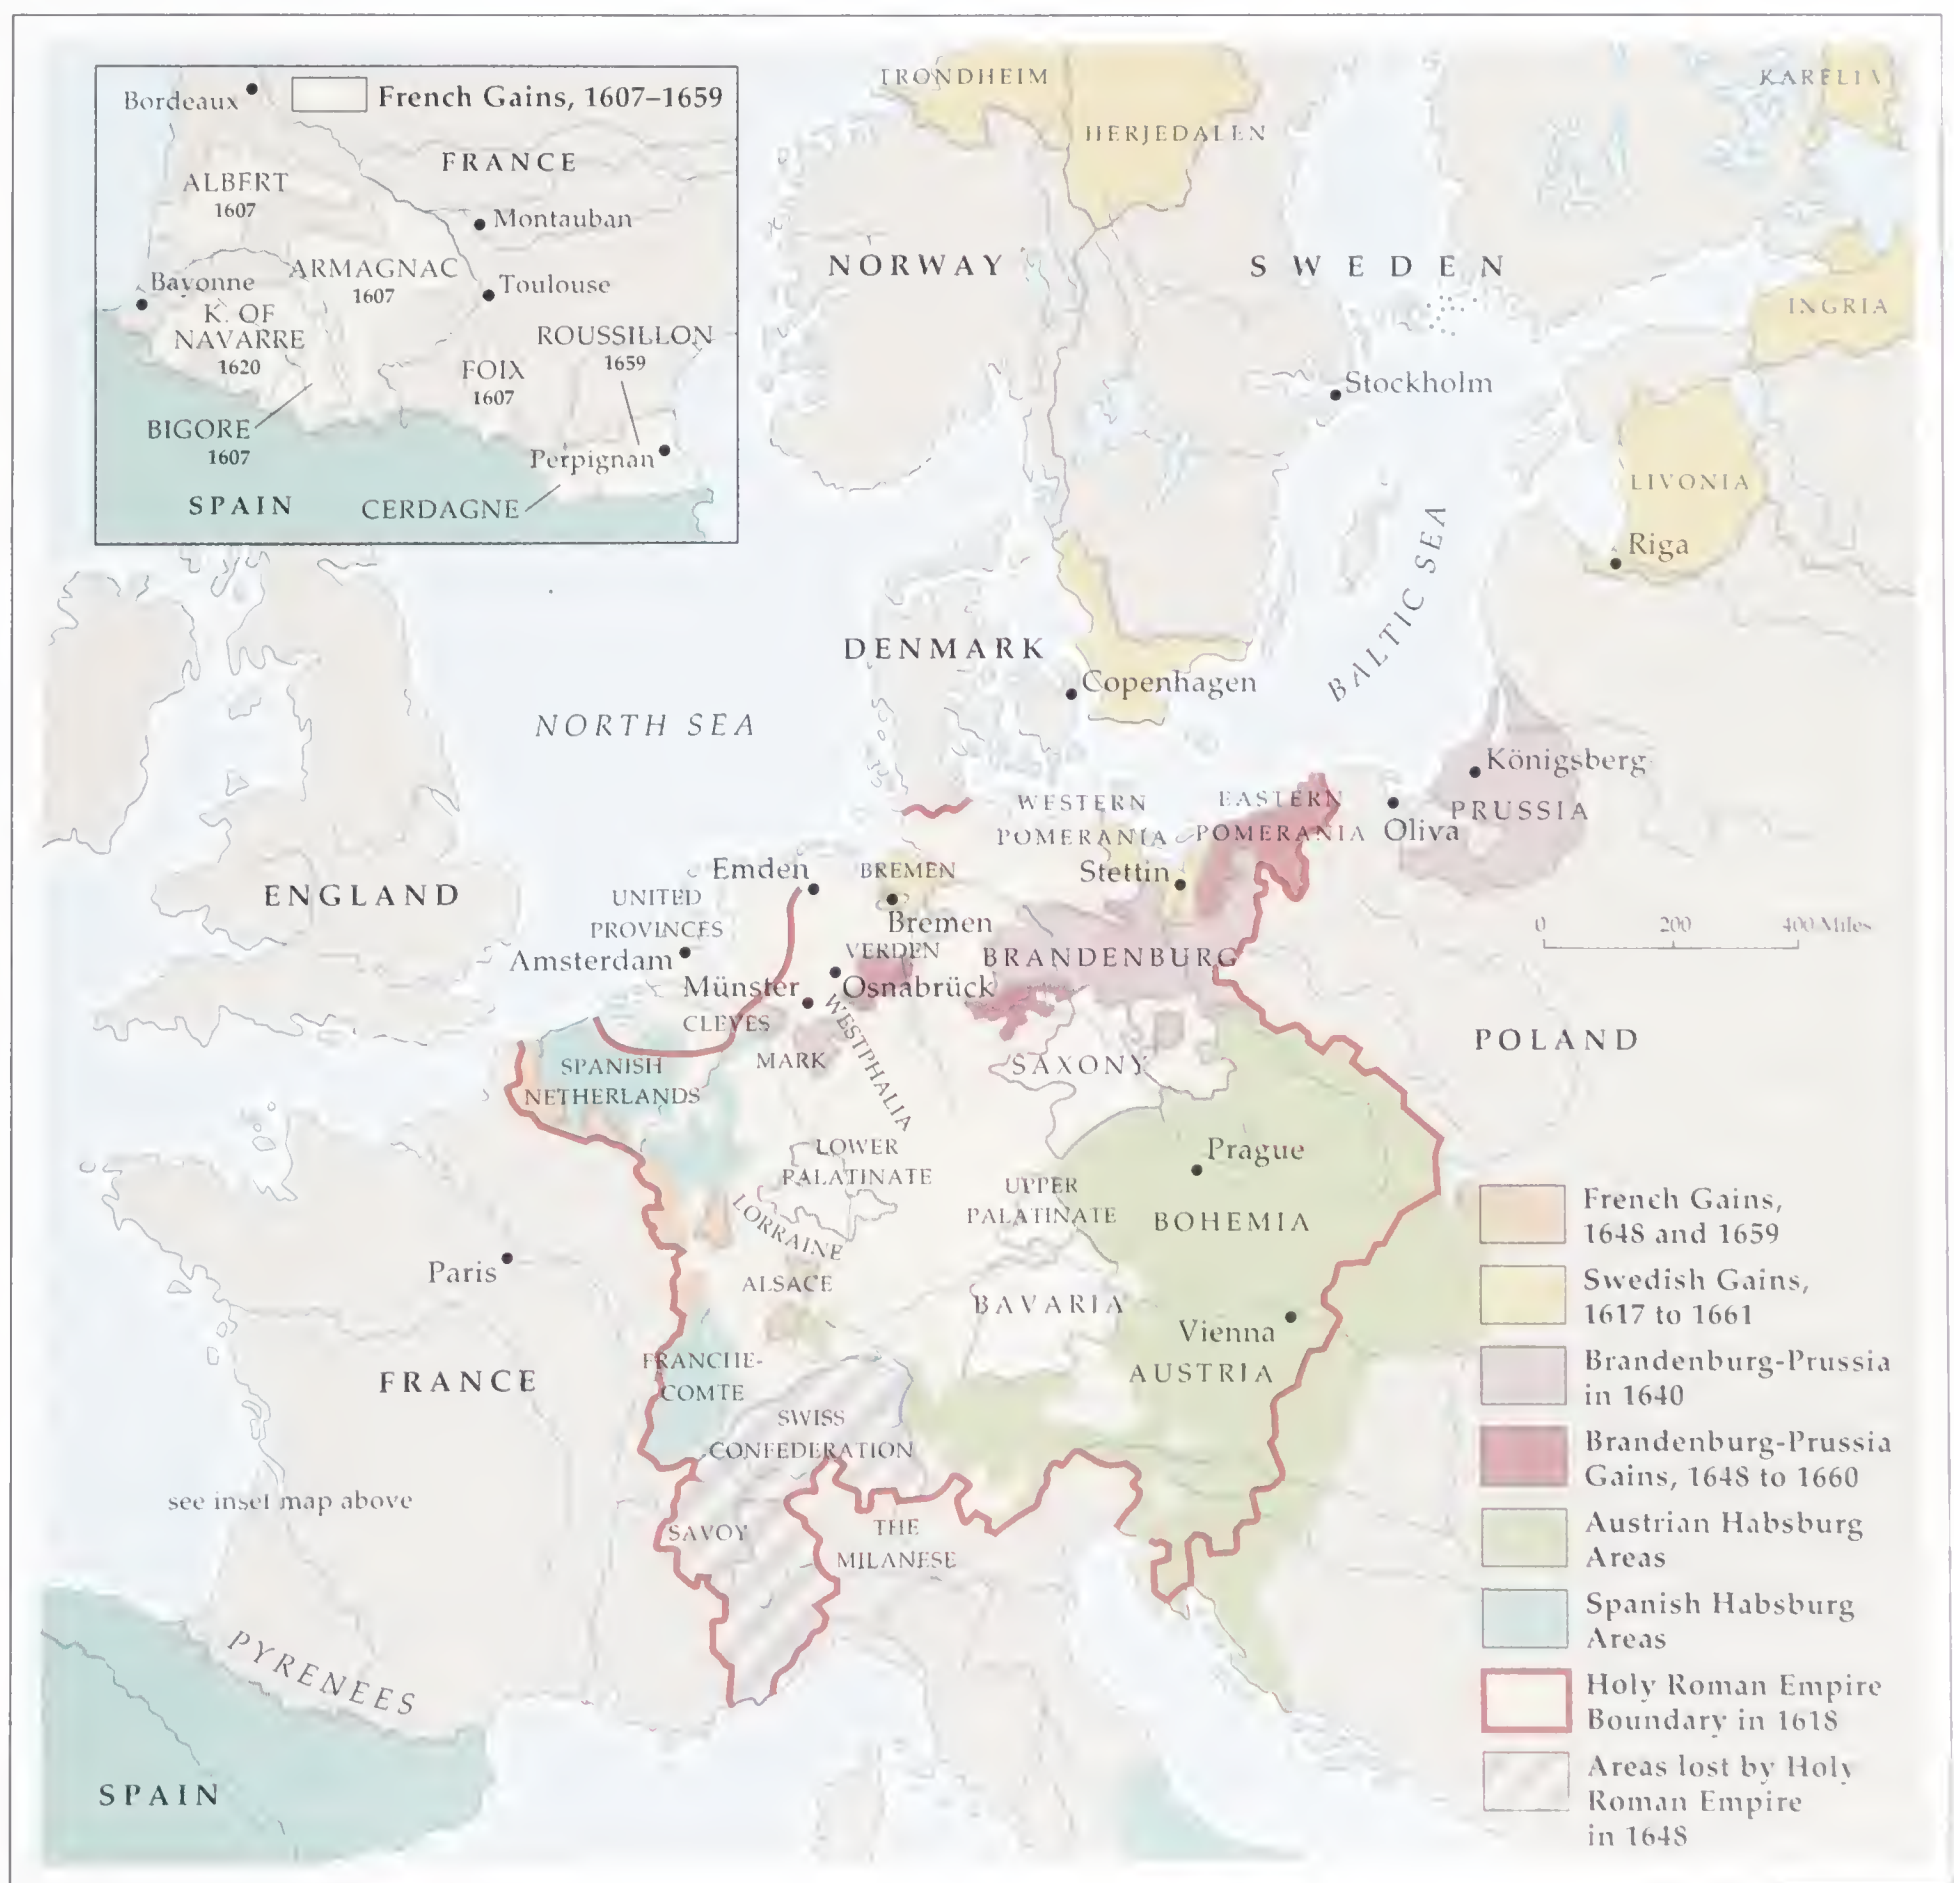 Bordeaux
French Gains, 1607–1659
FRANCE
ALBERT
1607
Montauban
ARMAGNAC
1607
Bayonne
Toulouse
K. OF
NAVARRE
1620
ROUSSILLON
1659
FOIX
1607
BIGORE
1607
Perpignan
SPAIN
CERDAGNE
TRONDHEIM
HERJEDALEN
KARELIA
NORWAY
SWEDEN
INGRIA
Stockholm
LIVONIA
Riga
BALTIC SEA
DENMARK
Copenhagen
NORTH SEA
Königsberg
PRUSSIA
WESTERN
POMERANIA
EASTERN
POMERANIA
Oliva
Emden
BREMEN
Stettin
ENGLAND
UNITED
PROVINCES
Bremen
0 200 400 Miles
Amsterdam
VERDEN
BRANDENBURG
Münster
Osnabrück
CLEVES
WESTPHALIA
POLAND
SPANISH
NETHERLANDS
MARK
SAXONY
LOWER
PALATINATE
Prague
UPPER
PALATINATE
BOHEMIA
LORRAINE
Paris
ALSACE
BAVARIA
Vienna
AUSTRIA
FRANCE
FRANCHE-
COMTE
SWISS
CONFEDERATION
see inset map above
SAVOY
THE
MILANESE
PYRENEES
SPAIN
French Gains,
1648 and 1659
Swedish Gains,
1617 to 1661
Brandenburg-Prussia
in 1640
Brandenburg-Prussia
Gains, 1648 to 1660
Austrian Habsburg
Areas
Spanish Habsburg
Areas
Holy Roman Empire
Boundary in 1618
Areas lost by Holy
Roman Empire
in 1648